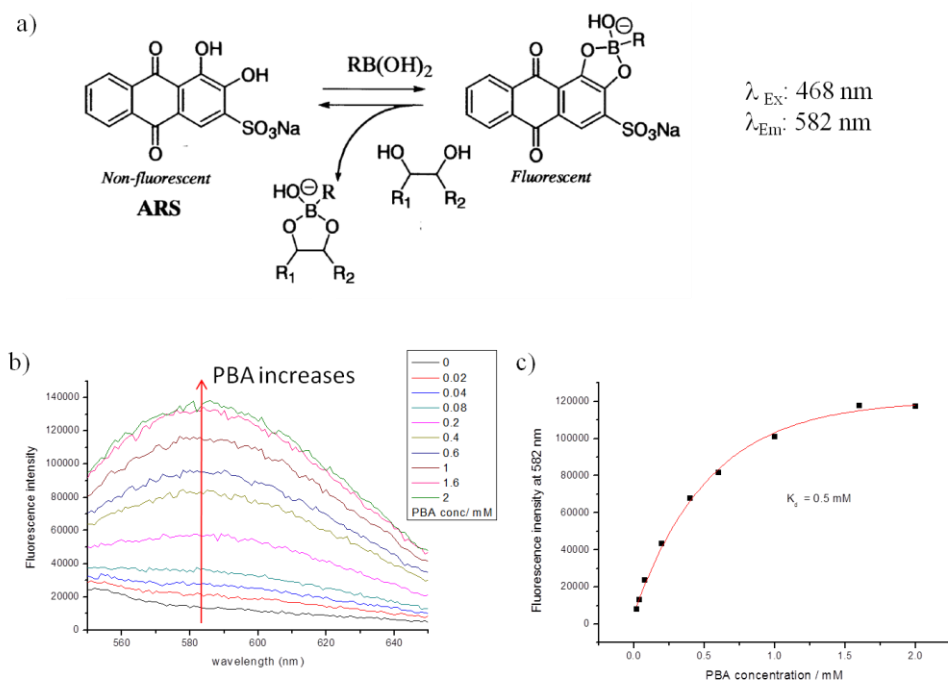 a)
O
OH
OH
SO₃Na
O
Non-fluorescent
ARS
RB(OH)₂
HO⊖
R
B
O
O
R₁
R₂
HO
OH
R₁
R₂
HO⊖
B
R
O
O
O
SO₃Na
O
Fluorescent
λ Ex: 468 nm
λEm: 582 nm
b)
PBA increases
0
0.02
0.04
0.08
0.2
0.4
0.6
1
1.6
2
PBA conc/ mM
Fluorescence intensity
140000
120000
100000
80000
60000
40000
20000
0
560
580
600
620
640
wavelength (nm)
c)
Fluorescence inensity at 582 nm
120000
100000
80000
60000
40000
20000
0
K_d = 0.5 mM
0.0
0.5
1.0
1.5
2.0
PBA concentration / mM